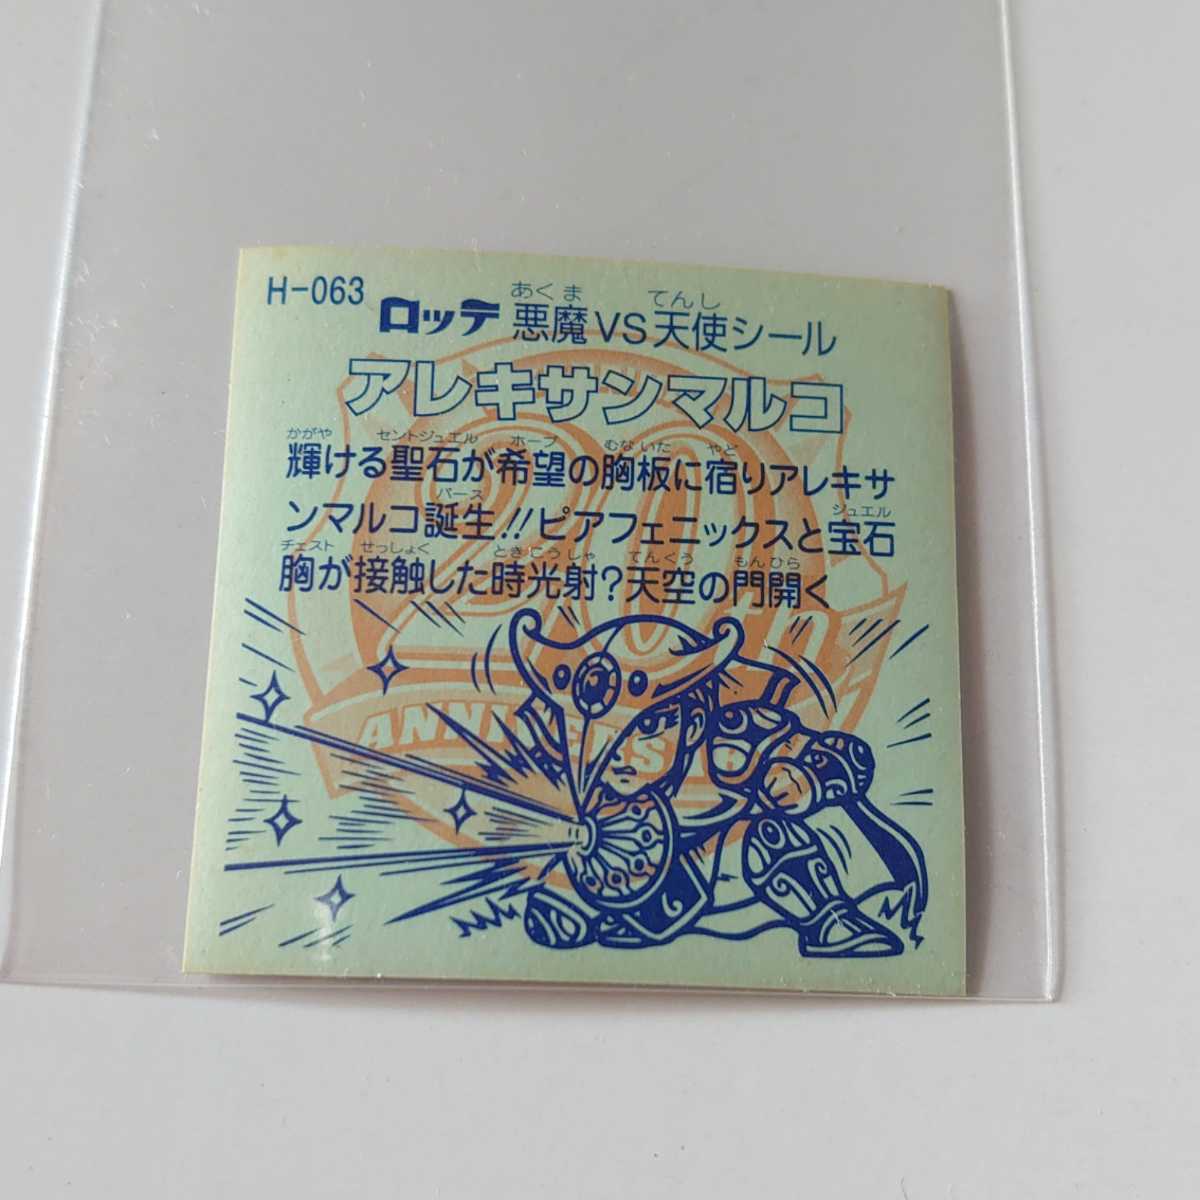 H-063
ロッテ 悪魔VS天使シール
あくま てんし
アレキサンマルコ
かがや セントジュエル ホープ むないた やど
輝ける聖石が希望の胸板に宿りアレキサ
バース ジュエル
ンマルコ誕生!!ピアフェニックスと宝石
チェスト せっしょく ときこうしゃ てんくう もんひら
胸が接触した時光射?天空の門開く
20th
ANNIVERSARY